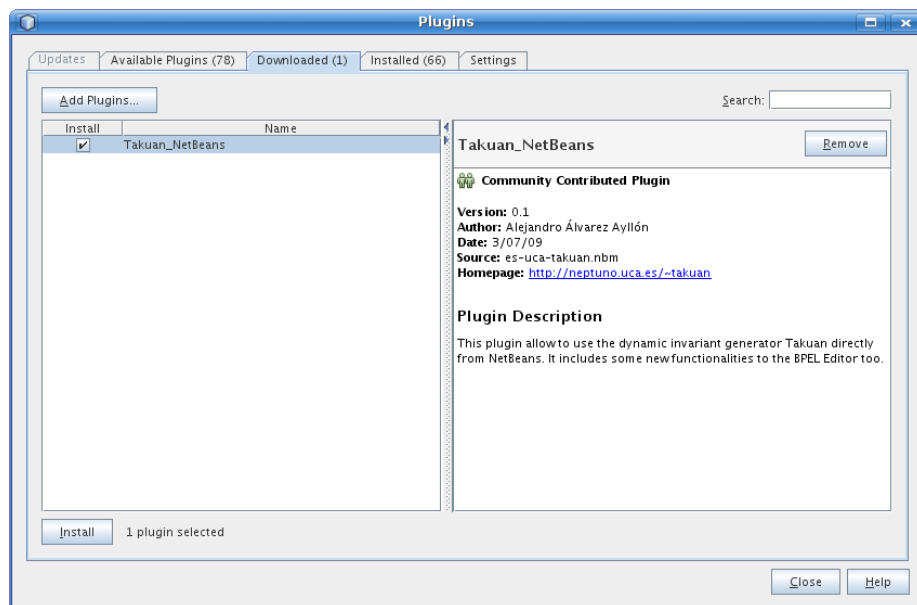 Plugins
Updates Available Plugins (78) Downloaded (1) Installed (66) Settings
Add Plugins... Search:
Install Name
Takuan_NetBeans
Takuan_NetBeans Remove
Community Contributed Plugin
Version: 0.1
Author: Alejandro Álvarez Ayllón
Date: 3/07/09
Source: es-uca-takuan.nbm
Homepage: http://neptuno.uca.es/~takuan
Plugin Description
This plugin allow to use the dynamic invariant generator Takuan directly
from NetBeans. It includes some new functionalities to the BPEL Editor too.
Install 1 plugin selected
Close Help